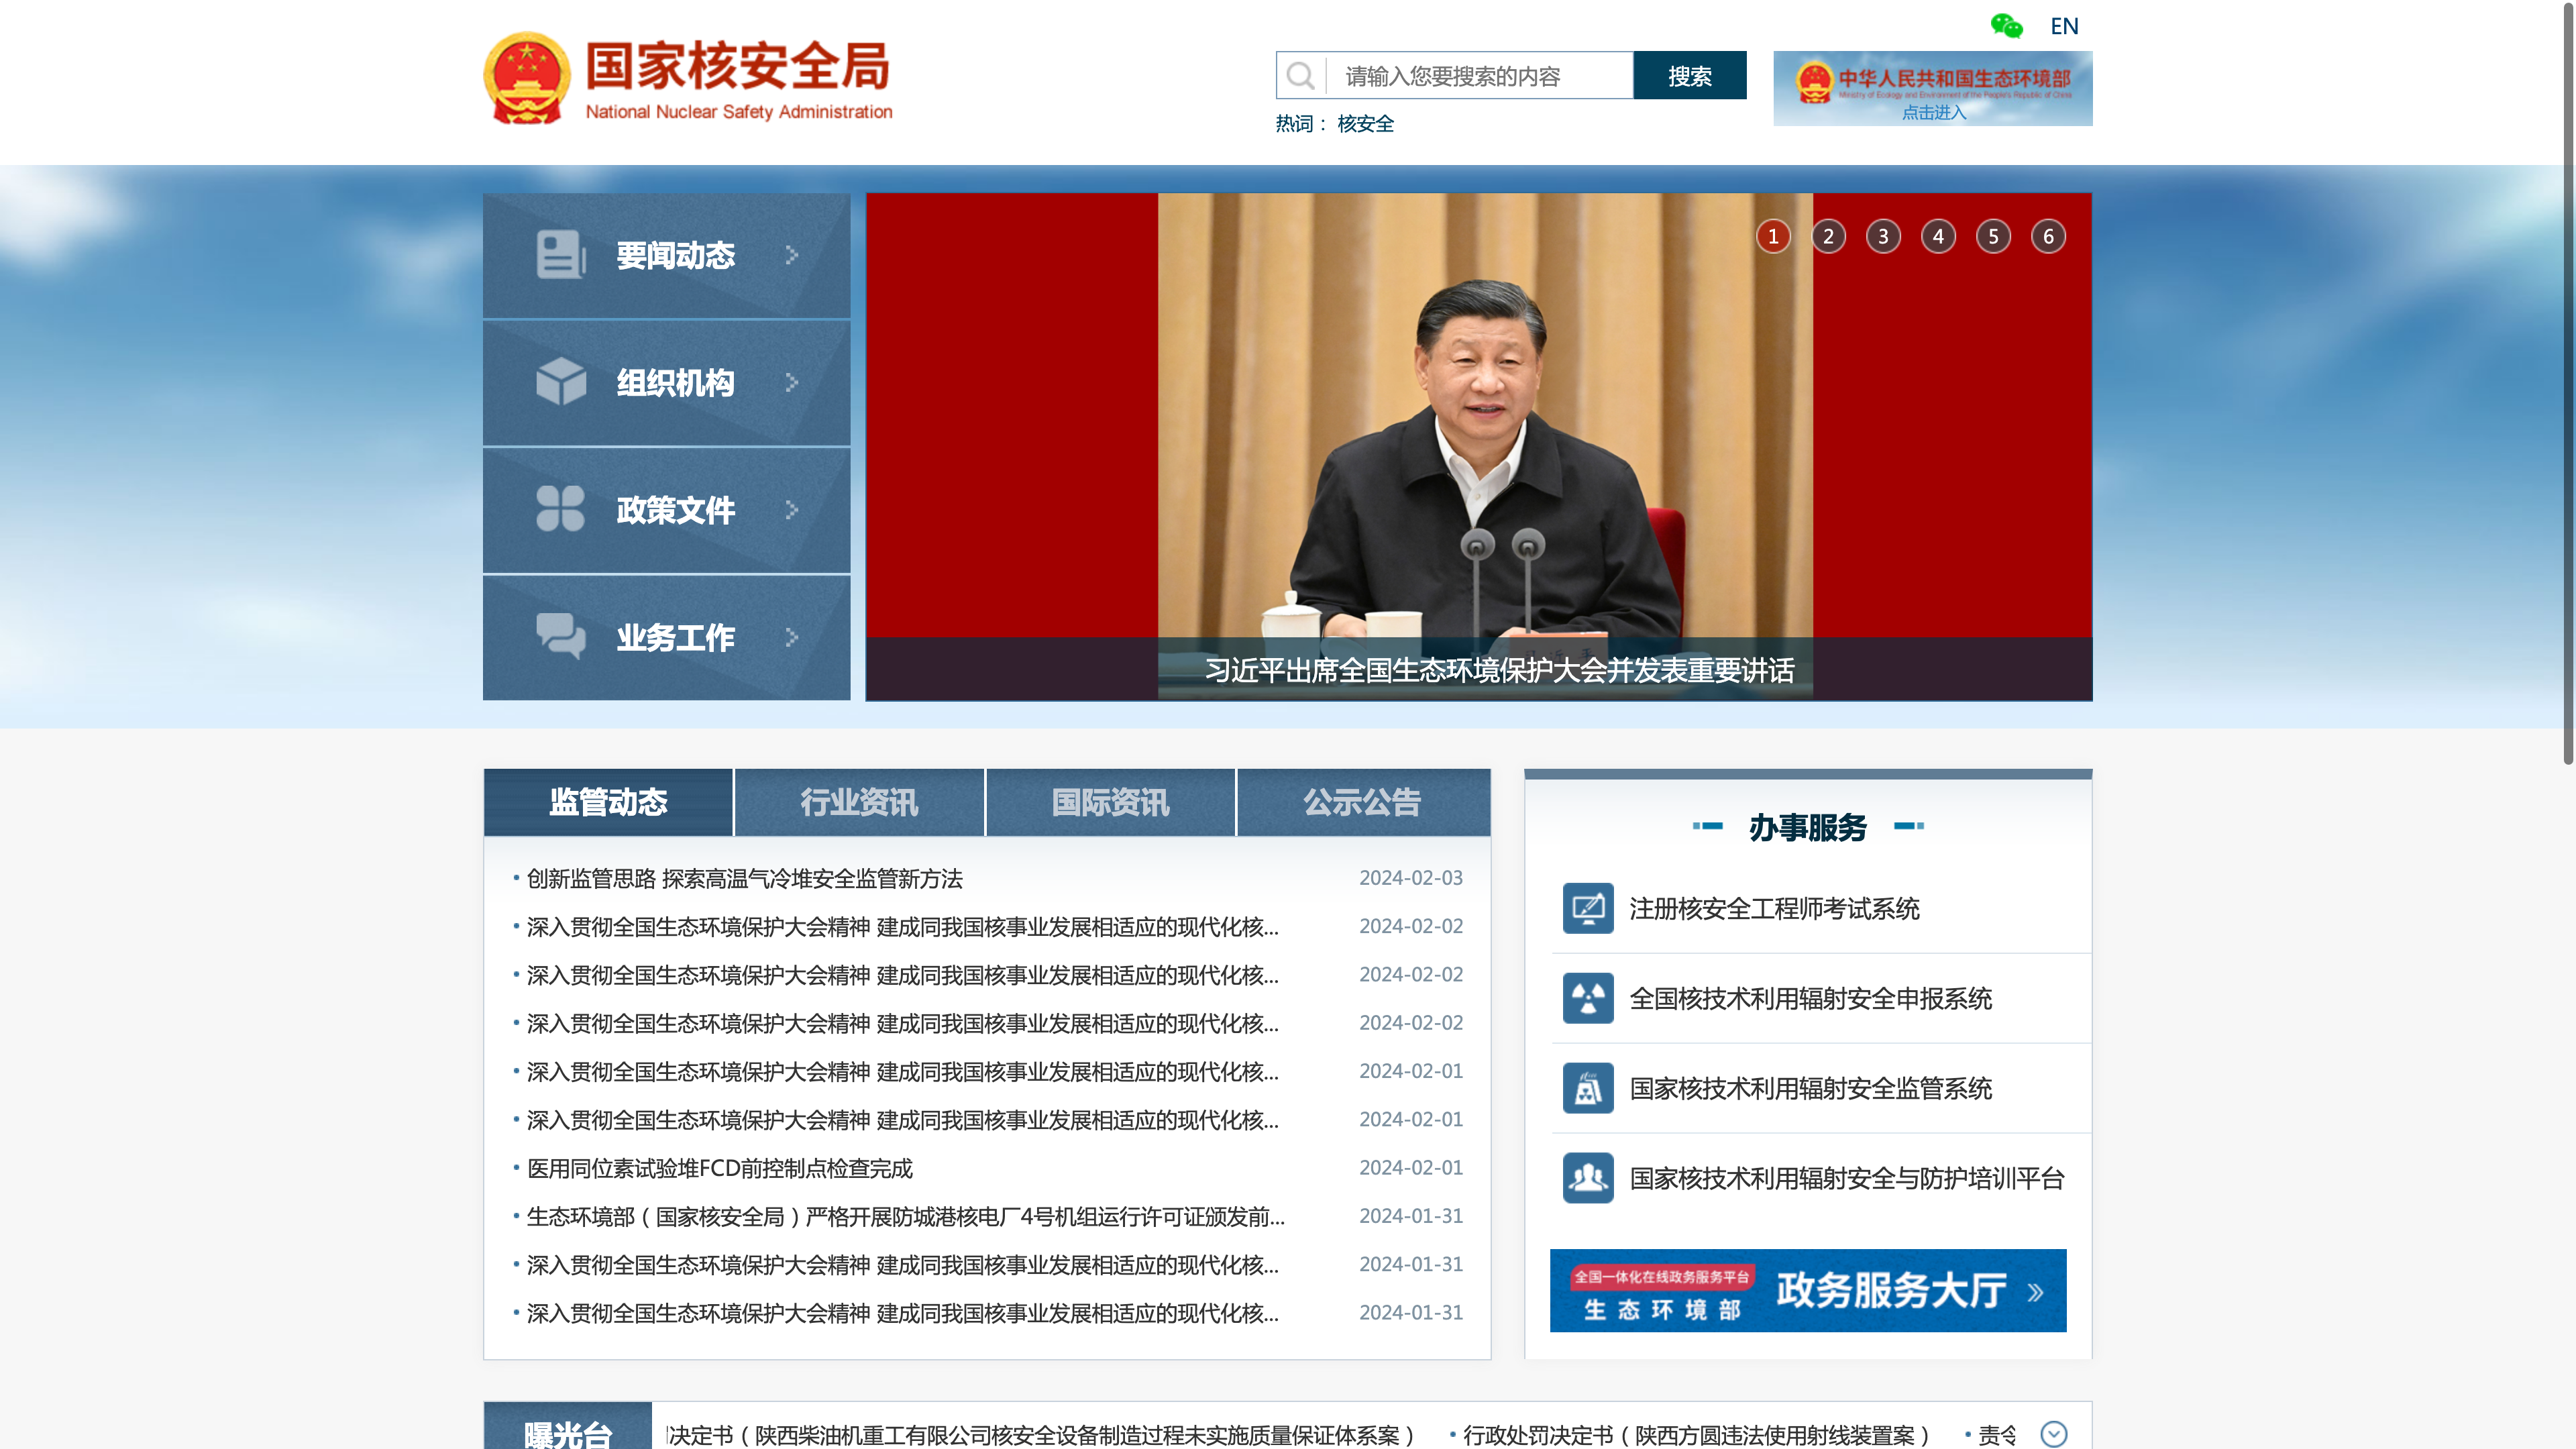 EN
国家核安全局
National Nuclear Safety Administration
请输入您要搜索的内容
搜索
中华人民共和国生态环境部
Ministry of Ecology and Environment of the People's Republic of China
点击进入
热词： 核安全
要闻动态
组织机构
政策文件
业务工作
1 2 3 4 5 6
习近平出席全国生态环境保护大会并发表重要讲话
监管动态
行业资讯
国际资讯
公示公告
创新监管思路 探索高温气冷堆安全监管新方法 2024-02-03
深入贯彻全国生态环境保护大会精神 建成同我国核事业发展相适应的现代化核... 2024-02-02
深入贯彻全国生态环境保护大会精神 建成同我国核事业发展相适应的现代化核... 2024-02-02
深入贯彻全国生态环境保护大会精神 建成同我国核事业发展相适应的现代化核... 2024-02-02
深入贯彻全国生态环境保护大会精神 建成同我国核事业发展相适应的现代化核... 2024-02-01
深入贯彻全国生态环境保护大会精神 建成同我国核事业发展相适应的现代化核... 2024-02-01
医用同位素试验堆FCD前控制点检查完成 2024-02-01
生态环境部（国家核安全局）严格开展防城港核电厂4号机组运行许可证颁发前... 2024-01-31
深入贯彻全国生态环境保护大会精神 建成同我国核事业发展相适应的现代化核... 2024-01-31
深入贯彻全国生态环境保护大会精神 建成同我国核事业发展相适应的现代化核... 2024-01-31
办事服务
注册核安全工程师考试系统
全国核技术利用辐射安全申报系统
国家核技术利用辐射安全监管系统
国家核技术利用辐射安全与防护培训平台
全国一体化在线政务服务平台
生态环境部
政务服务大厅
曝光台
决定书（陕西柴油机重工有限公司核安全设备制造过程未实施质量保证体系案） 行政处罚决定书（陕西方圆违法使用射线装置案） 责令